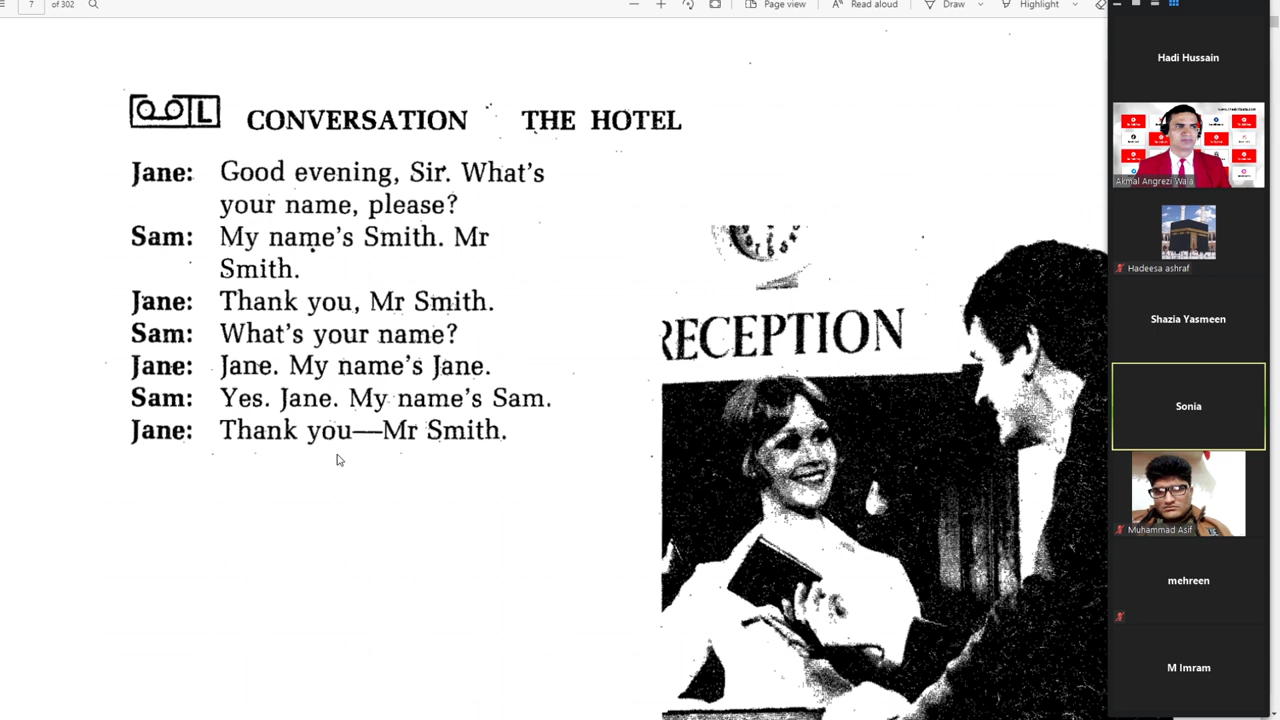 7 of 302
Page view
Read aloud
Draw
Highlight
L CONVERSATION THE HOTEL
Jane: Good evening, Sir. What's
your name, please?
Sam: My name's Smith. Mr
Smith.
Jane: Thank you, Mr Smith.
Sam: What's your name?
Jane: Jane. My name's Jane.
Sam: Yes. Jane. My name's Sam.
Jane: Thank you—Mr Smith.
RECEPTION
Hadi Hussain
Akmal Angrezi Wala
Hadeesa ashraf
Shazia Yasmeen
Sonia
Muhammad Asif
mehreen
M Imram